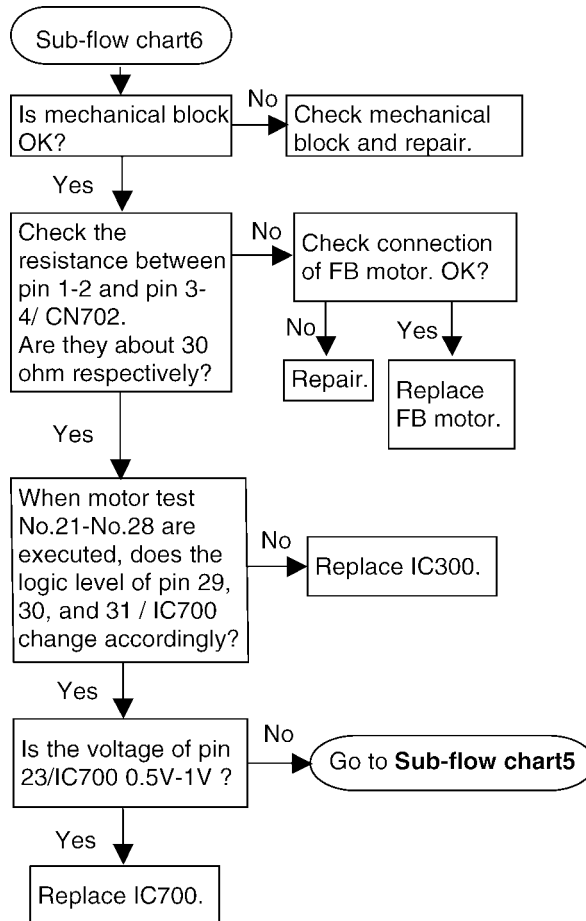 Sub-flow chart6
Is mechanical block
OK?
No
Check mechanical
block and repair.
Yes
Check the
resistance between
pin 1-2 and pin 3-
4/ CN702.
Are they about 30
ohm respectively?
No
Check connection
of FB motor. OK?
No
Yes
Repair.
Replace
FB motor.
Yes
When motor test
No.21-No.28 are
executed, does the
logic level of pin 29,
30, and 31 / IC700
change accordingly?
No
Replace IC300.
Yes
Is the voltage of pin
23/IC700 0.5V-1V ?
No
Go to Sub-flow chart5
Yes
Replace IC700.